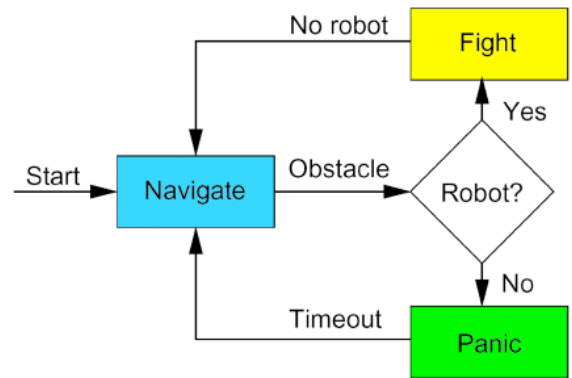 No robot
Fight
Yes
Start
Navigate
Obstacle
Robot?
No
Timeout
Panic